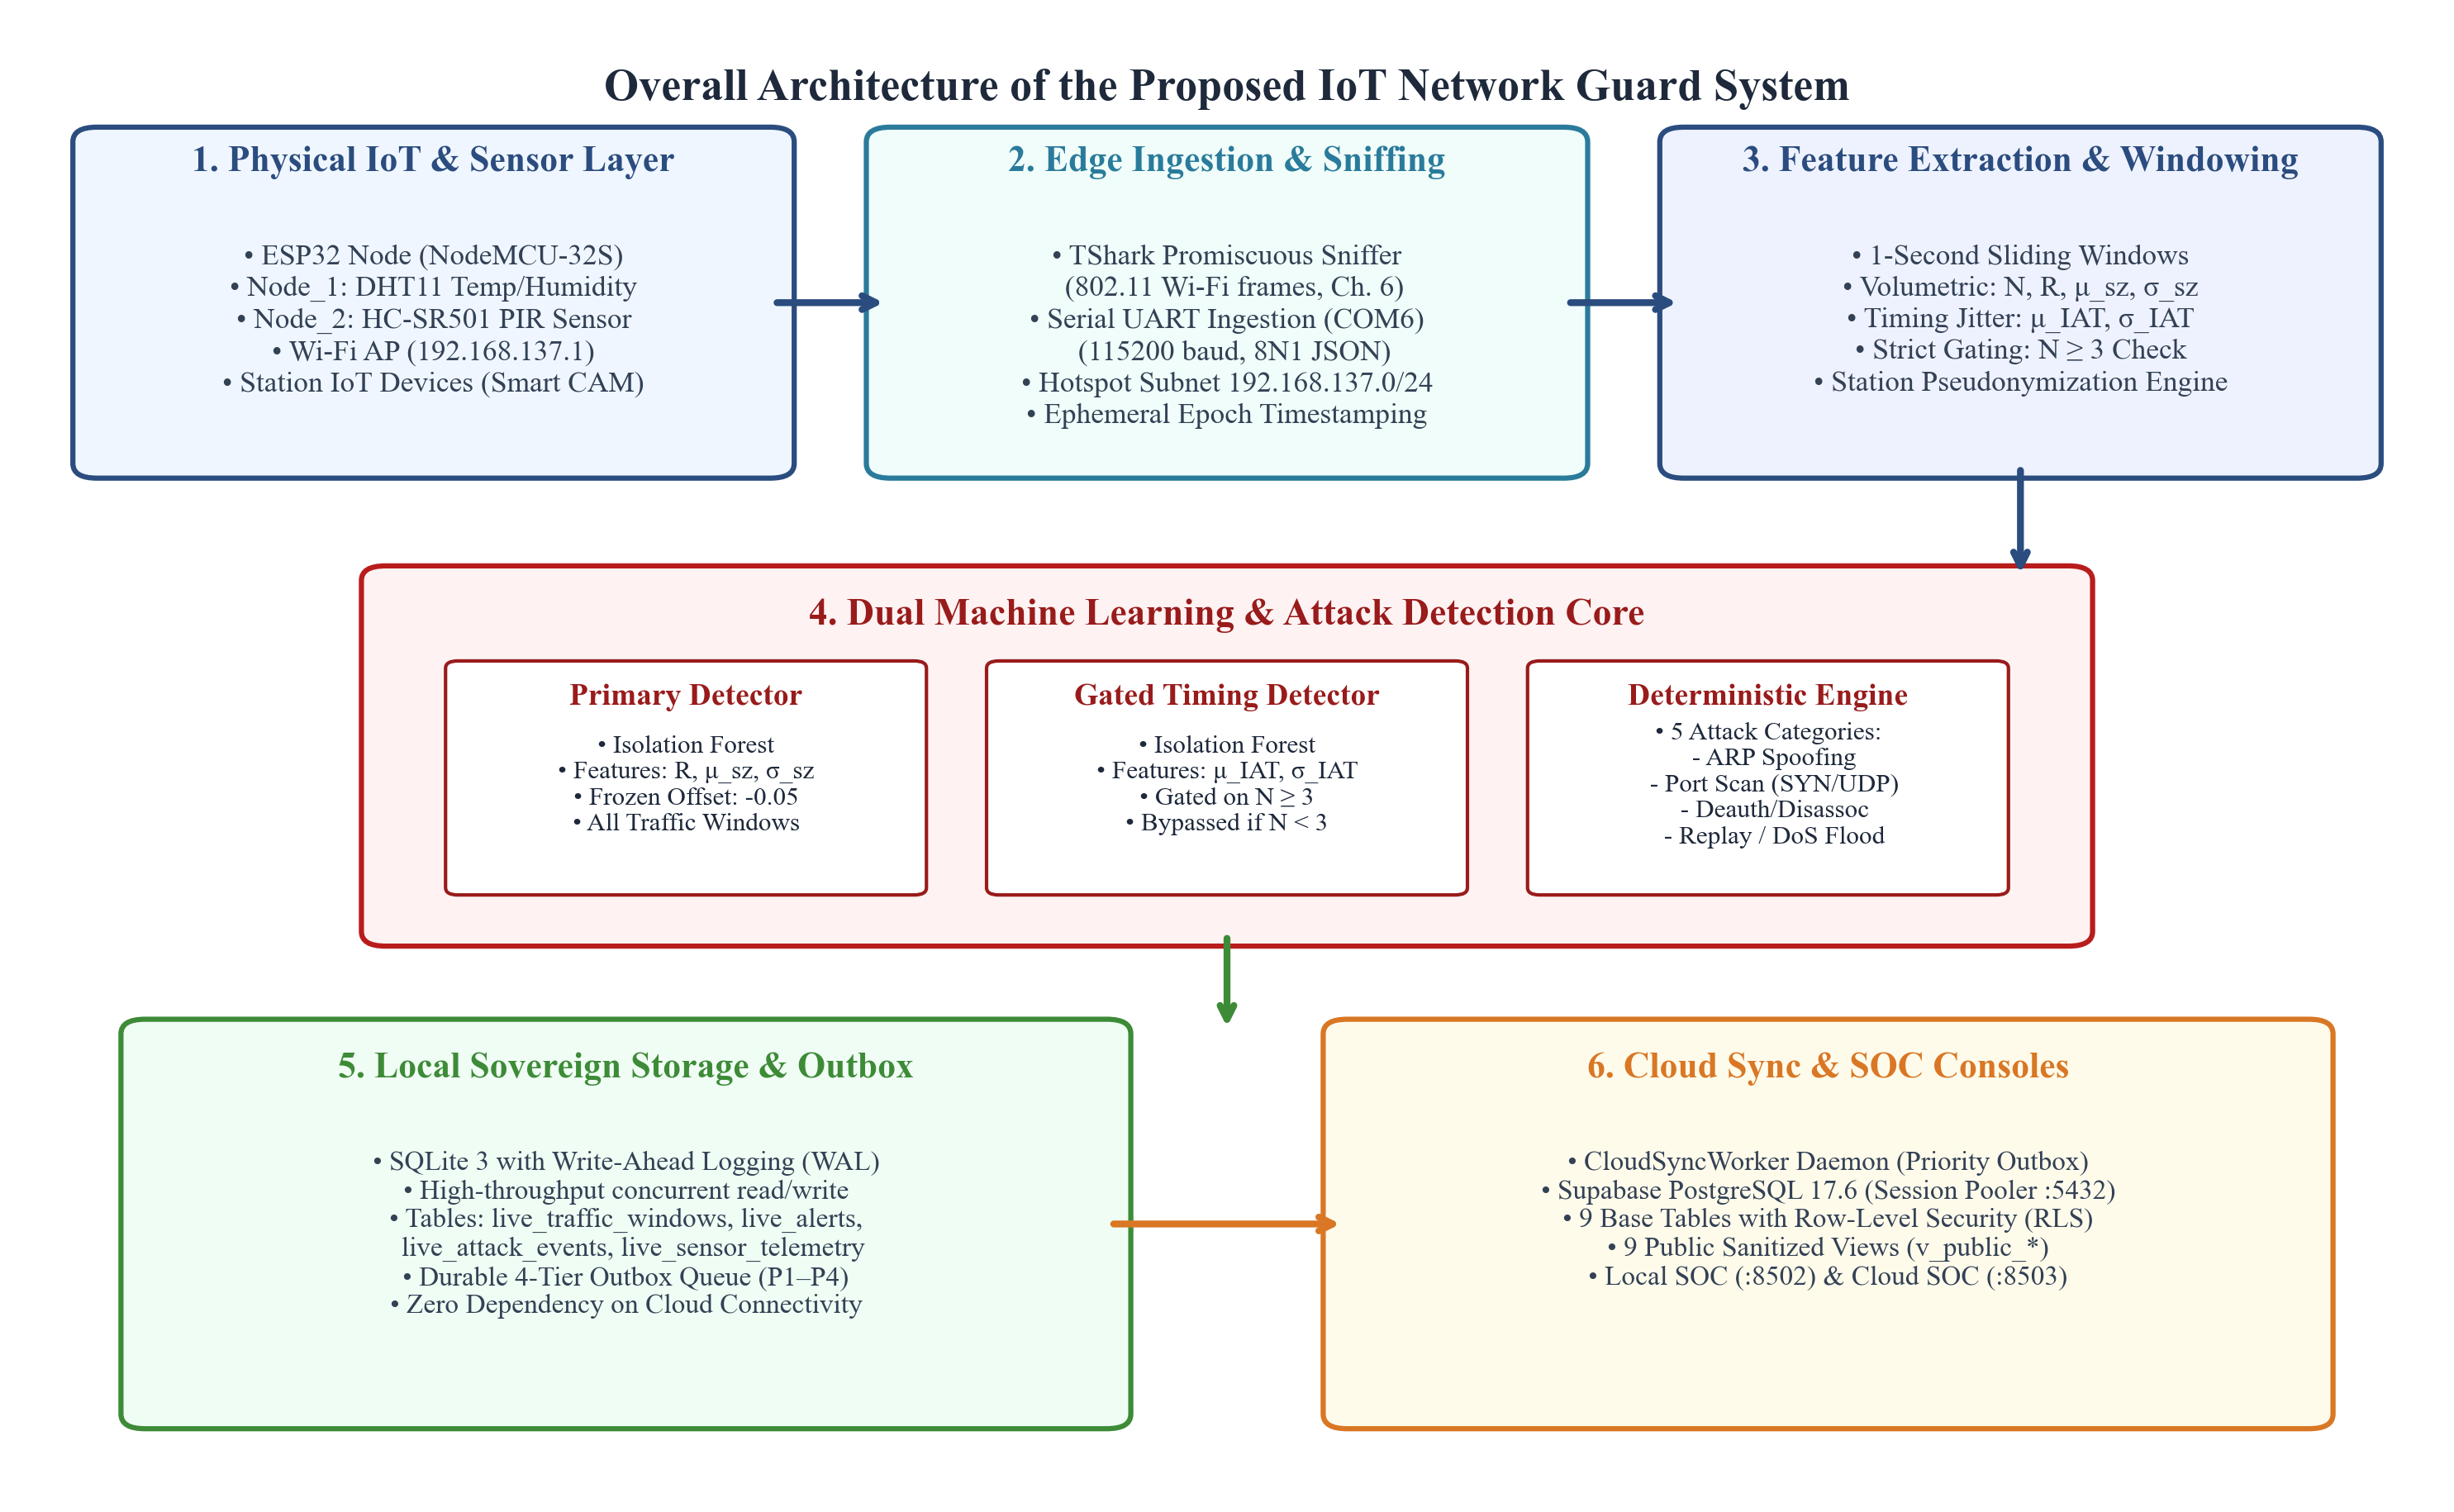 Overall Architecture of the Proposed IoT Network Guard System
1. Physical IoT & Sensor Layer
• ESP32 Node (NodeMCU-32S)
• Node_1: DHT11 Temp/Humidity
• Node_2: HC-SR501 PIR Sensor
• Wi-Fi AP (192.168.137.1)
• Station IoT Devices (Smart CAM)
2. Edge Ingestion & Sniffing
• TShark Promiscuous Sniffer
(802.11 Wi-Fi frames, Ch. 6)
• Serial UART Ingestion (COM6)
(115200 baud, 8N1 JSON)
• Hotspot Subnet 192.168.137.0/24
• Ephemeral Epoch Timestamping
3. Feature Extraction & Windowing
• 1-Second Sliding Windows
• Volumetric: N, R, μ_sz, σ_sz
• Timing Jitter: μ_IAT, σ_IAT
• Strict Gating: N ≥ 3 Check
• Station Pseudonymization Engine
4. Dual Machine Learning & Attack Detection Core
Primary Detector
• Isolation Forest
• Features: R, μ_sz, σ_sz
• Frozen Offset: -0.05
• All Traffic Windows
Gated Timing Detector
• Isolation Forest
• Features: μ_IAT, σ_IAT
• Gated on N ≥ 3
• Bypassed if N < 3
Deterministic Engine
• 5 Attack Categories:
- ARP Spoofing
- Port Scan (SYN/UDP)
- Deauth/Disassoc
- Replay / DoS Flood
5. Local Sovereign Storage & Outbox
• SQLite 3 with Write-Ahead Logging (WAL)
• High-throughput concurrent read/write
• Tables: live_traffic_windows, live_alerts,
live_attack_events, live_sensor_telemetry
• Durable 4-Tier Outbox Queue (P1–P4)
• Zero Dependency on Cloud Connectivity
6. Cloud Sync & SOC Consoles
• CloudSyncWorker Daemon (Priority Outbox)
• Supabase PostgreSQL 17.6 (Session Pooler :5432)
• 9 Base Tables with Row-Level Security (RLS)
• 9 Public Sanitized Views (v_public_*)
• Local SOC (:8502) & Cloud SOC (:8503)